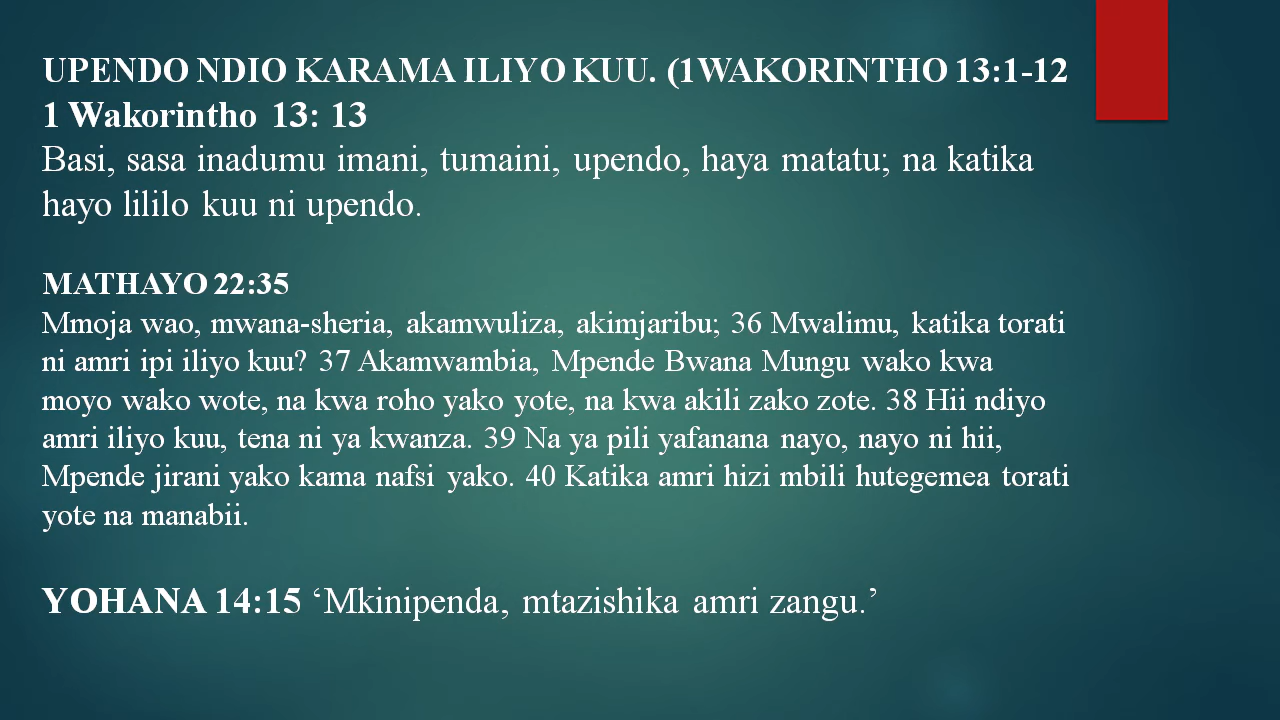 UPENDO NDIO KARAMA ILIYO KUU. (1WAKORINTHO 13:1-12
1 Wakorintho 13: 13
Basi, sasa inadumu imani, tumaini, upendo, haya matatu; na katika
hayo lililo kuu ni upendo.
MATHAYO 22:35
Mmoja wao, mwana-sheria, akamwuliza, akimjaribu; 36 Mwalimu, katika torati
ni amri ipi iliyo kuu? 37 Akamwambia, Mpende Bwana Mungu wako kwa
moyo wako wote, na kwa roho yako yote, na kwa akili zako zote. 38 Hii ndiyo
amri iliyo kuu, tena ni ya kwanza. 39 Na ya pili yafanana nayo, nayo ni hii,
Mpende jirani yako kama nafsi yako. 40 Katika amri hizi mbili hutegemea torati
yote na manabii.
YOHANA 14:15 ‘Mkinipenda, mtazishika amri zangu.’